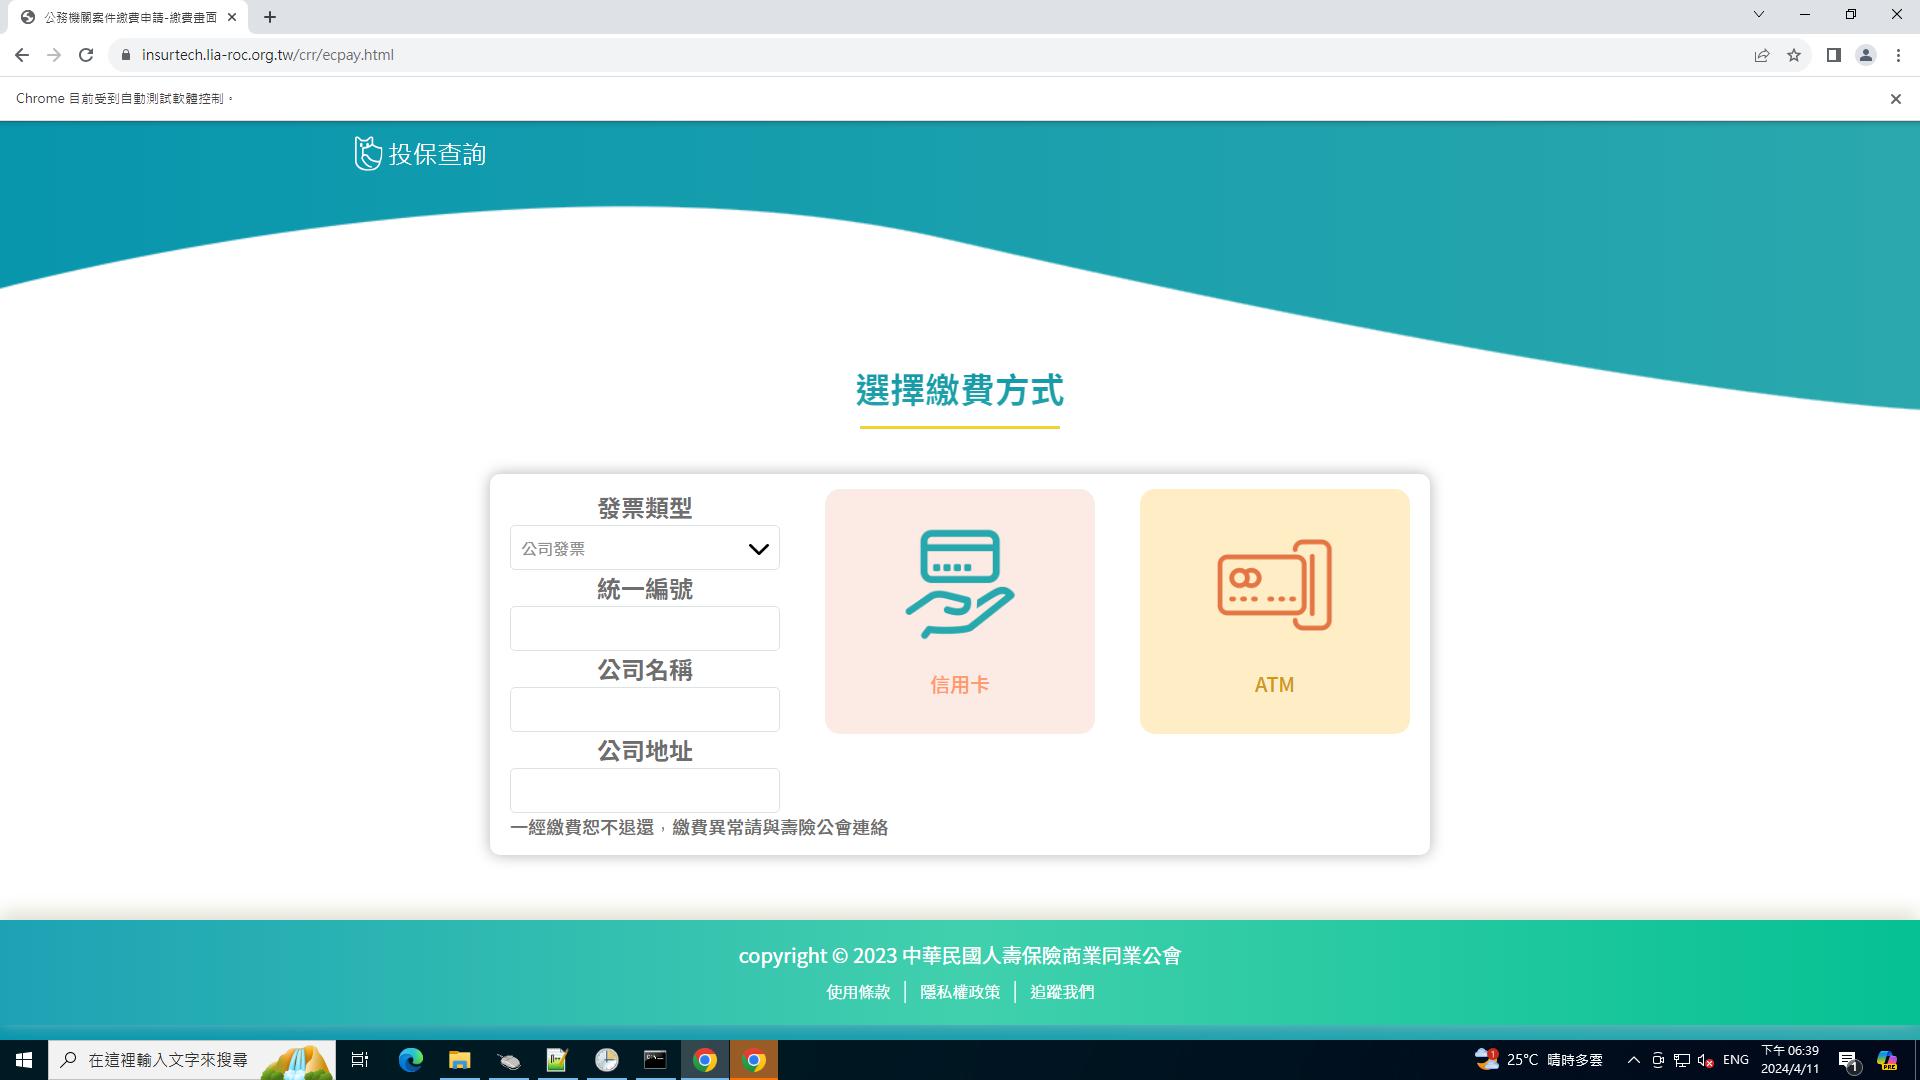 公務機關案件繳費申請-繳費畫面
insurtech.lia-roc.org.tw/crr/ecpay.html
Chrome 目前受到自動測試軟體控制。
投保查詢
選擇繳費方式
發票類型
公司發票
統一編號
公司名稱
公司地址
一經繳費恕不退還，繳費異常請與壽險公會連絡
信用卡
ATM
copyright © 2023 中華民國人壽保險商業同業公會
使用條款 | 隱私權政策 | 追蹤我們
在這裡輸入文字來搜尋
1
25°C 晴時多雲
ENG
下午 06:39
2024/4/11
1
PRE